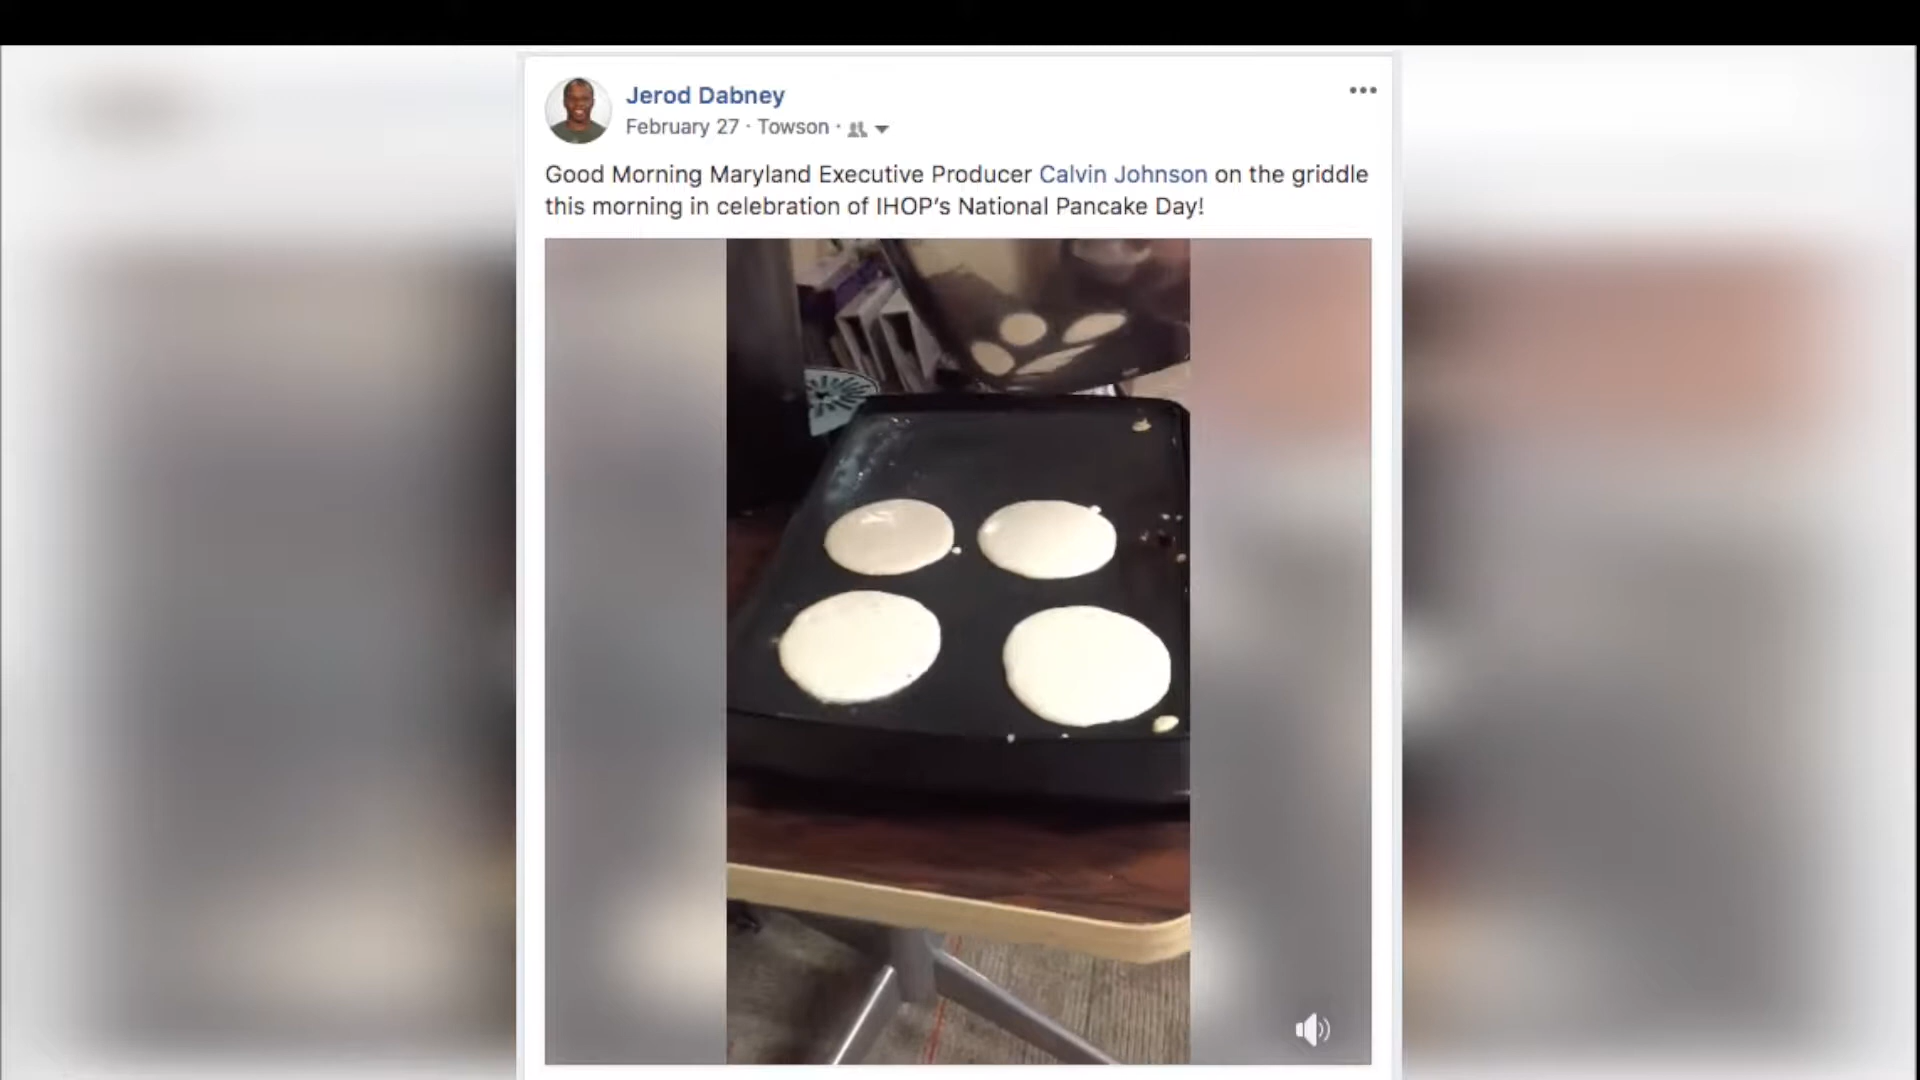 Jerod Dabney
February 27 · Towson ·
Good Morning Maryland Executive Producer Calvin Johnson on the griddle
this morning in celebration of IHOP's National Pancake Day!